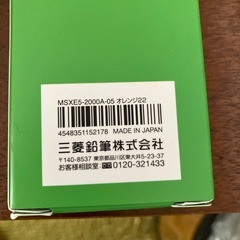 MSXE5-2000A-05 オレンジ22
4548351152178 MADE IN JAPAN
三菱鉛筆株式会社
〒140-8537 東京都品川区東大井5-23-37
お客様相談室 0120-321433